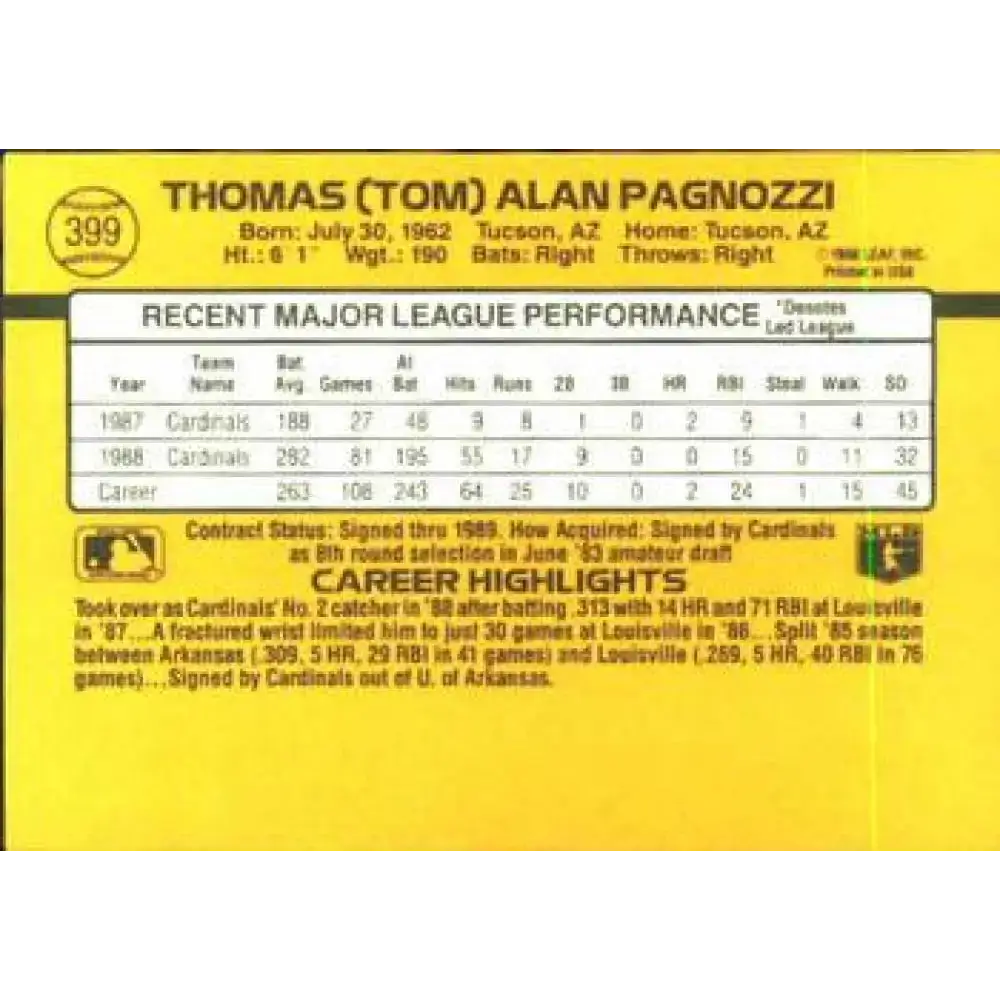 399
THOMAS (TOM) ALAN PAGNOZZI
Born: July 30, 1962 Tucson, AZ Home: Tucson, AZ
Ht.: 6'1" Wgt.: 190 Bats: Right Throws: Right
LEAF, INC.
Printed in USA
RECENT MAJOR LEAGUE PERFORMANCE *Denotes Led League
Year Team Name Bat Avg Games At Bat Hits Runs 2B 3B HR RBI Steal Walk SO
1987 Cardinals 188 27 48 9 8 1 0 2 9 1 4 13
1988 Cardinals 282 81 195 55 17 9 0 0 15 0 11 32
Career 263 108 243 64 25 10 0 2 24 1 15 45
Contract Status: Signed thru 1989. How Acquired: Signed by Cardinals
as 8th round selection in June '83 amateur draft
CAREER HIGHLIGHTS
Took over as Cardinals' No. 2 catcher in '88 after batting .313 with 14 HR and 71 RBI at Louisville
in '87...A fractured wrist limited him to just 30 games at Louisville in '86...Split '85 season
between Arkansas (.309, 5 HR, 29 RBI in 41 games) and Louisville (.269, 5 HR, 40 RBI in 76
games)...Signed by Cardinals out of U. of Arkansas.